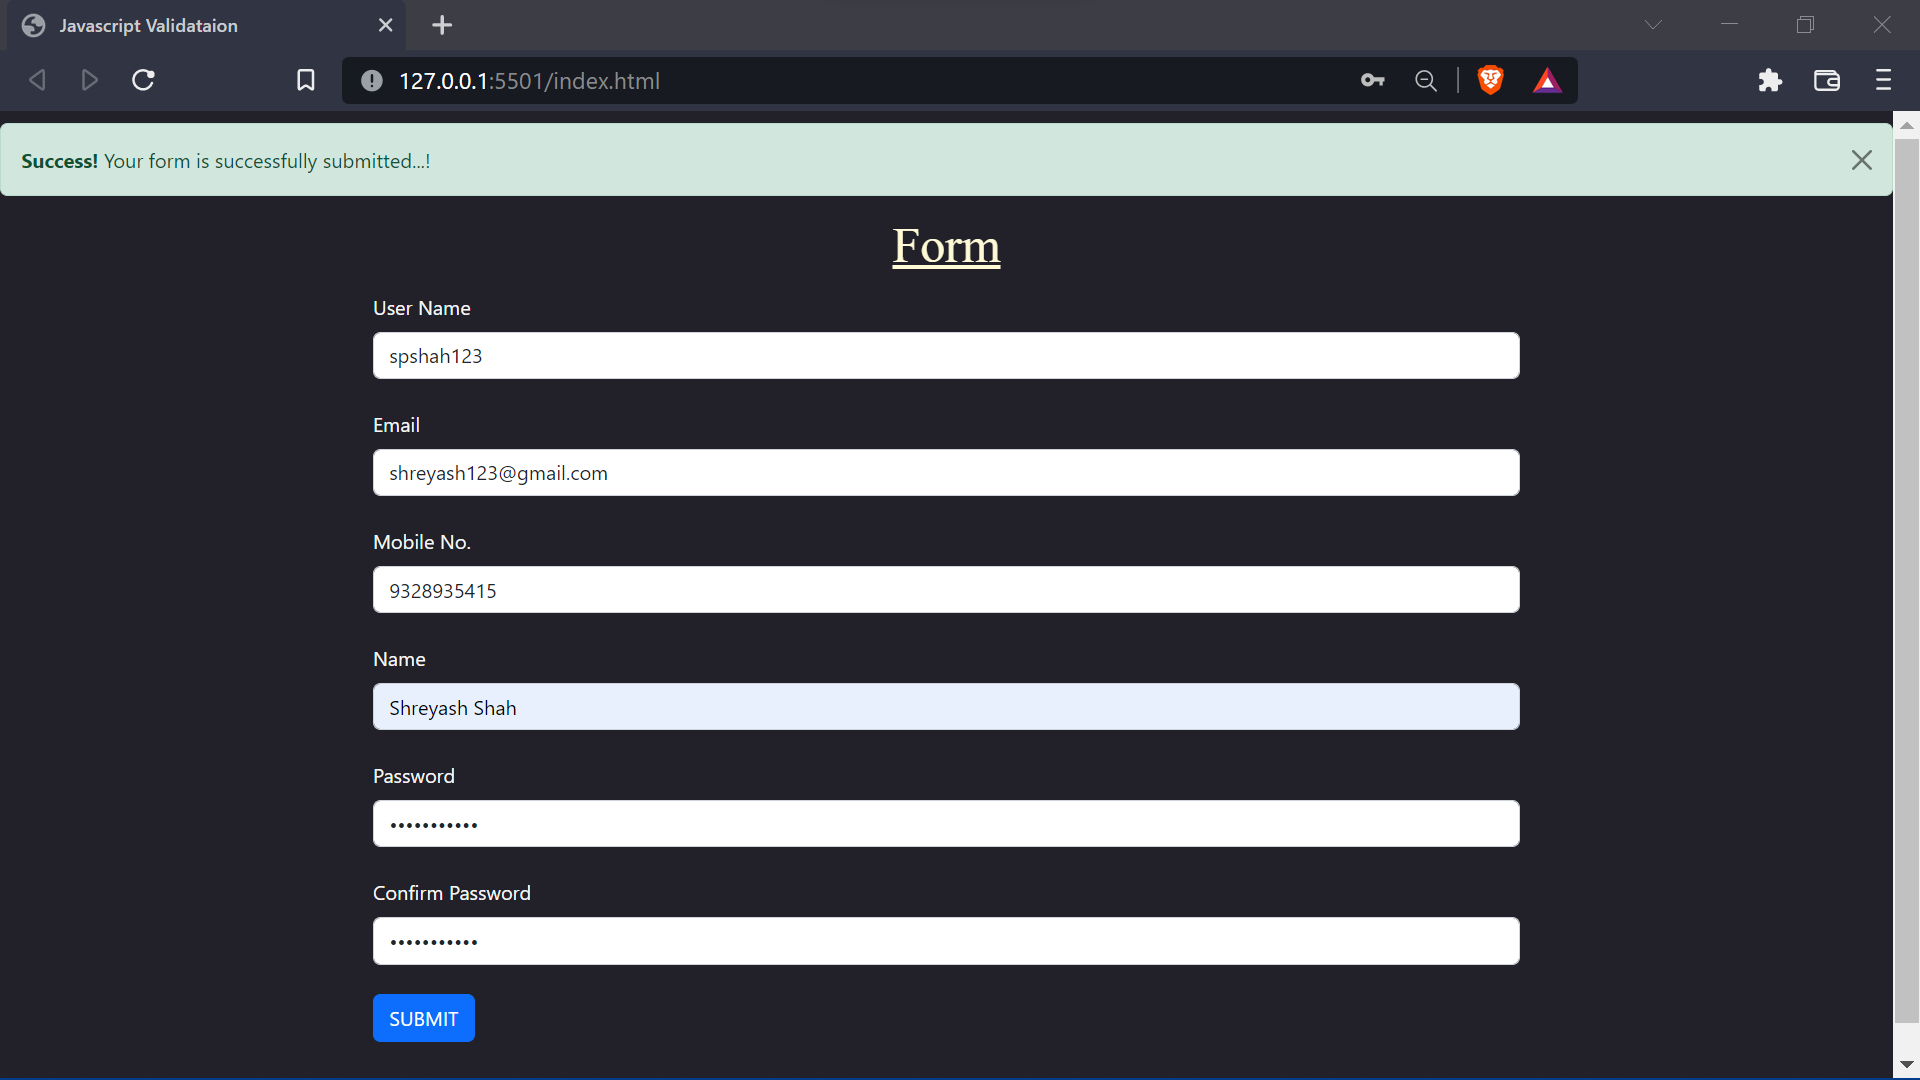 Javascript Validataion
127.0.0.1:5501/index.html
Success! Your form is successfully submitted...!
Form
User Name
spshah123
Email
shreyash123@gmail.com
Mobile No.
9328935415
Name
Shreyash Shah
Password
•••••••••••
Confirm Password
•••••••••••
SUBMIT